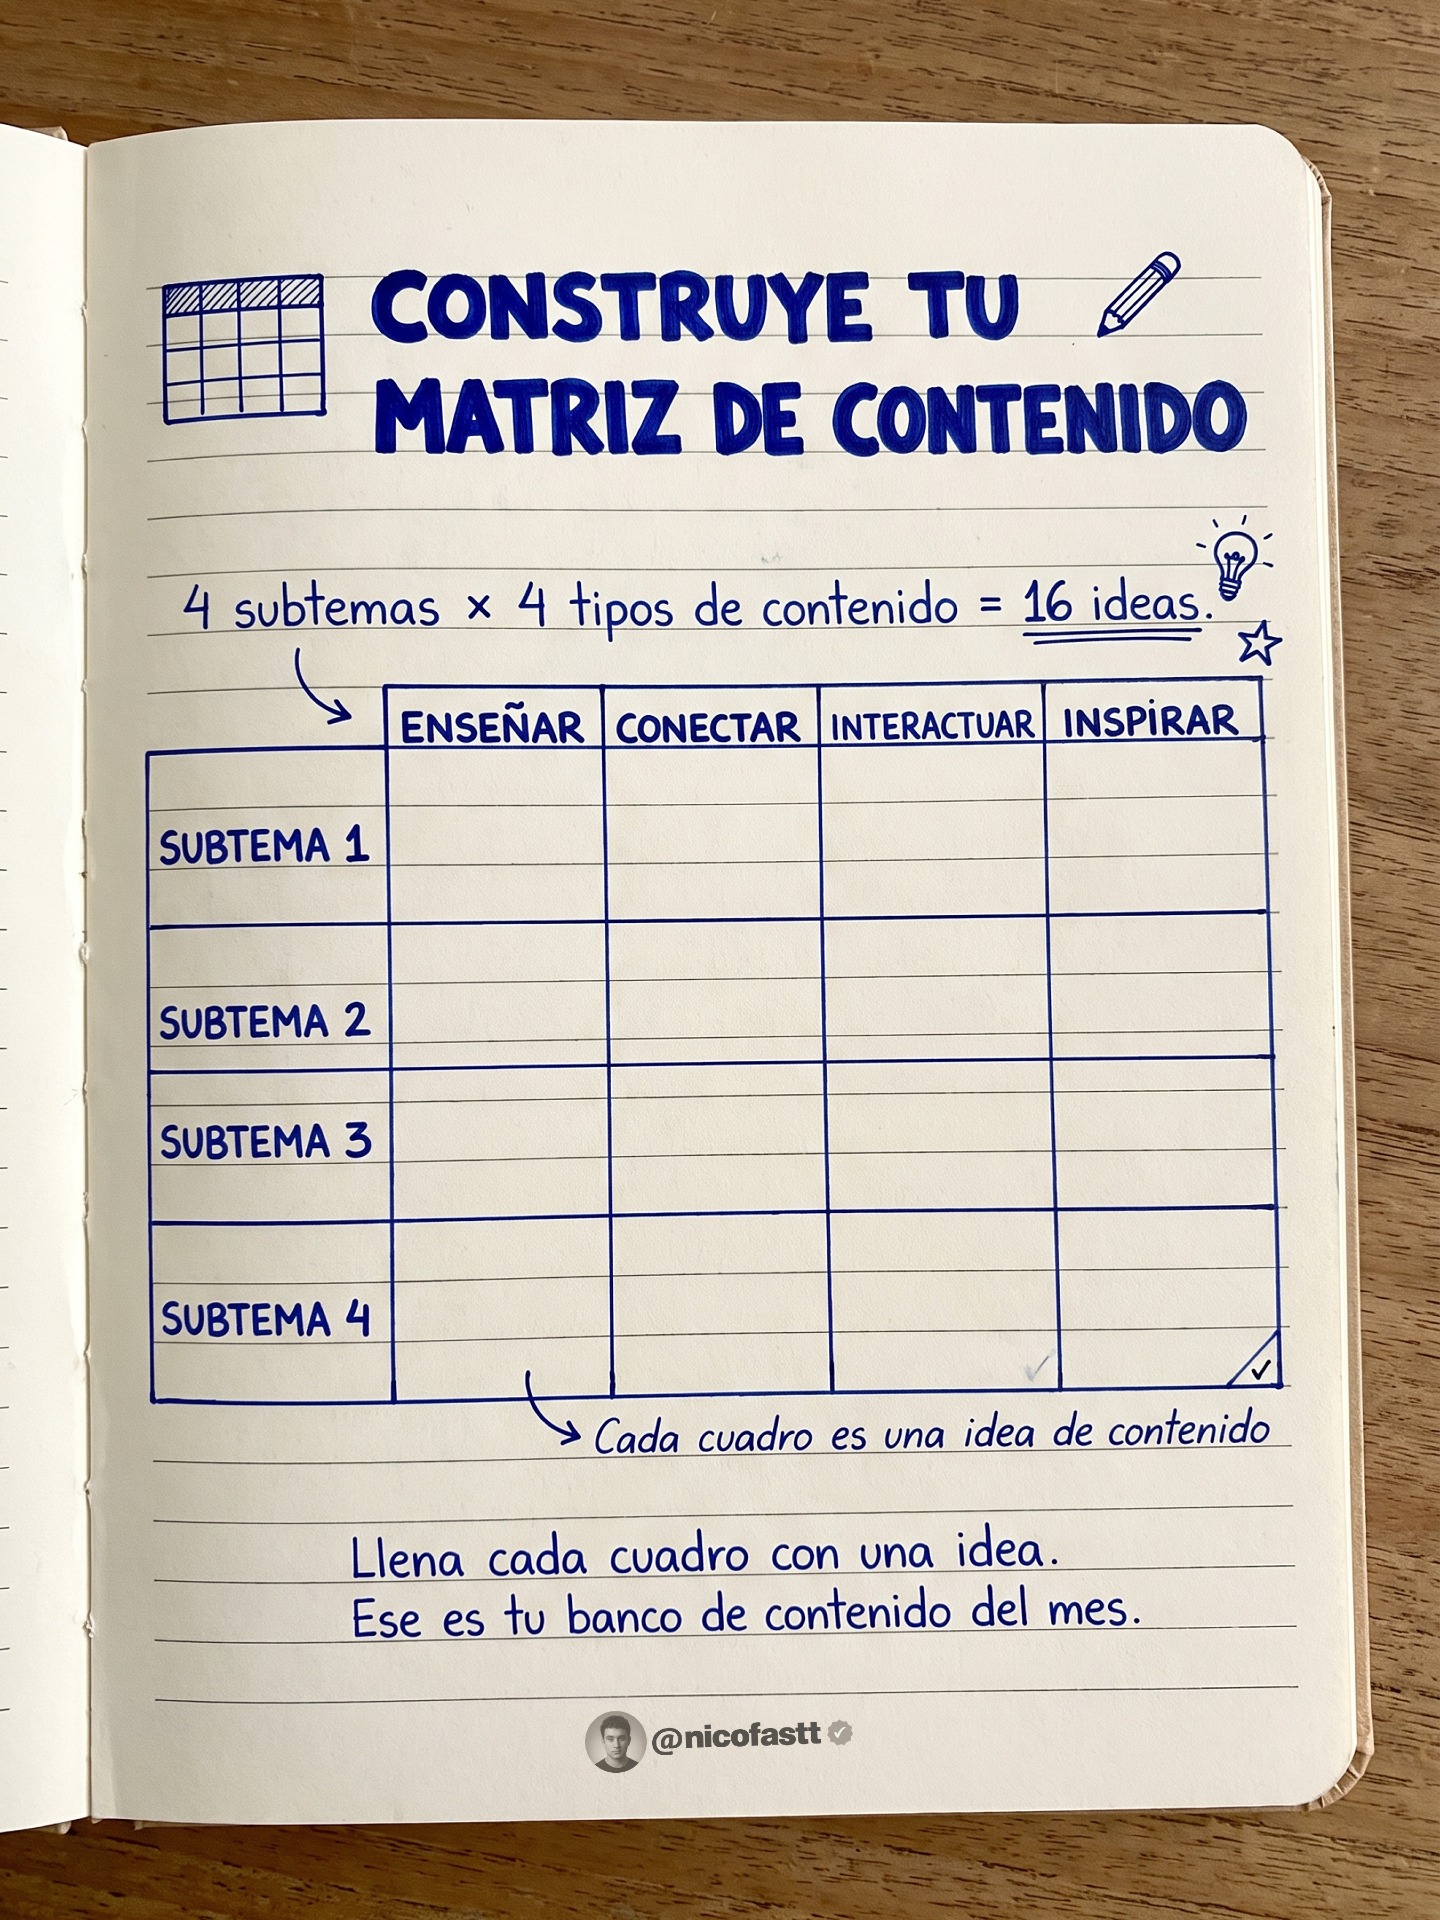 CONSTRUYE TU
MATRIZ DE CONTENIDO
4 subtemas × 4 tipos de contenido = 16 ideas.
ENSEÑAR CONECTAR INTERACTUAR INSPIRAR
SUBTEMA 1
SUBTEMA 2
SUBTEMA 3
SUBTEMA 4
Cada cuadro es una idea de contenido
Llena cada cuadro con una idea.
Ese es tu banco de contenido del mes.
@nicofastt